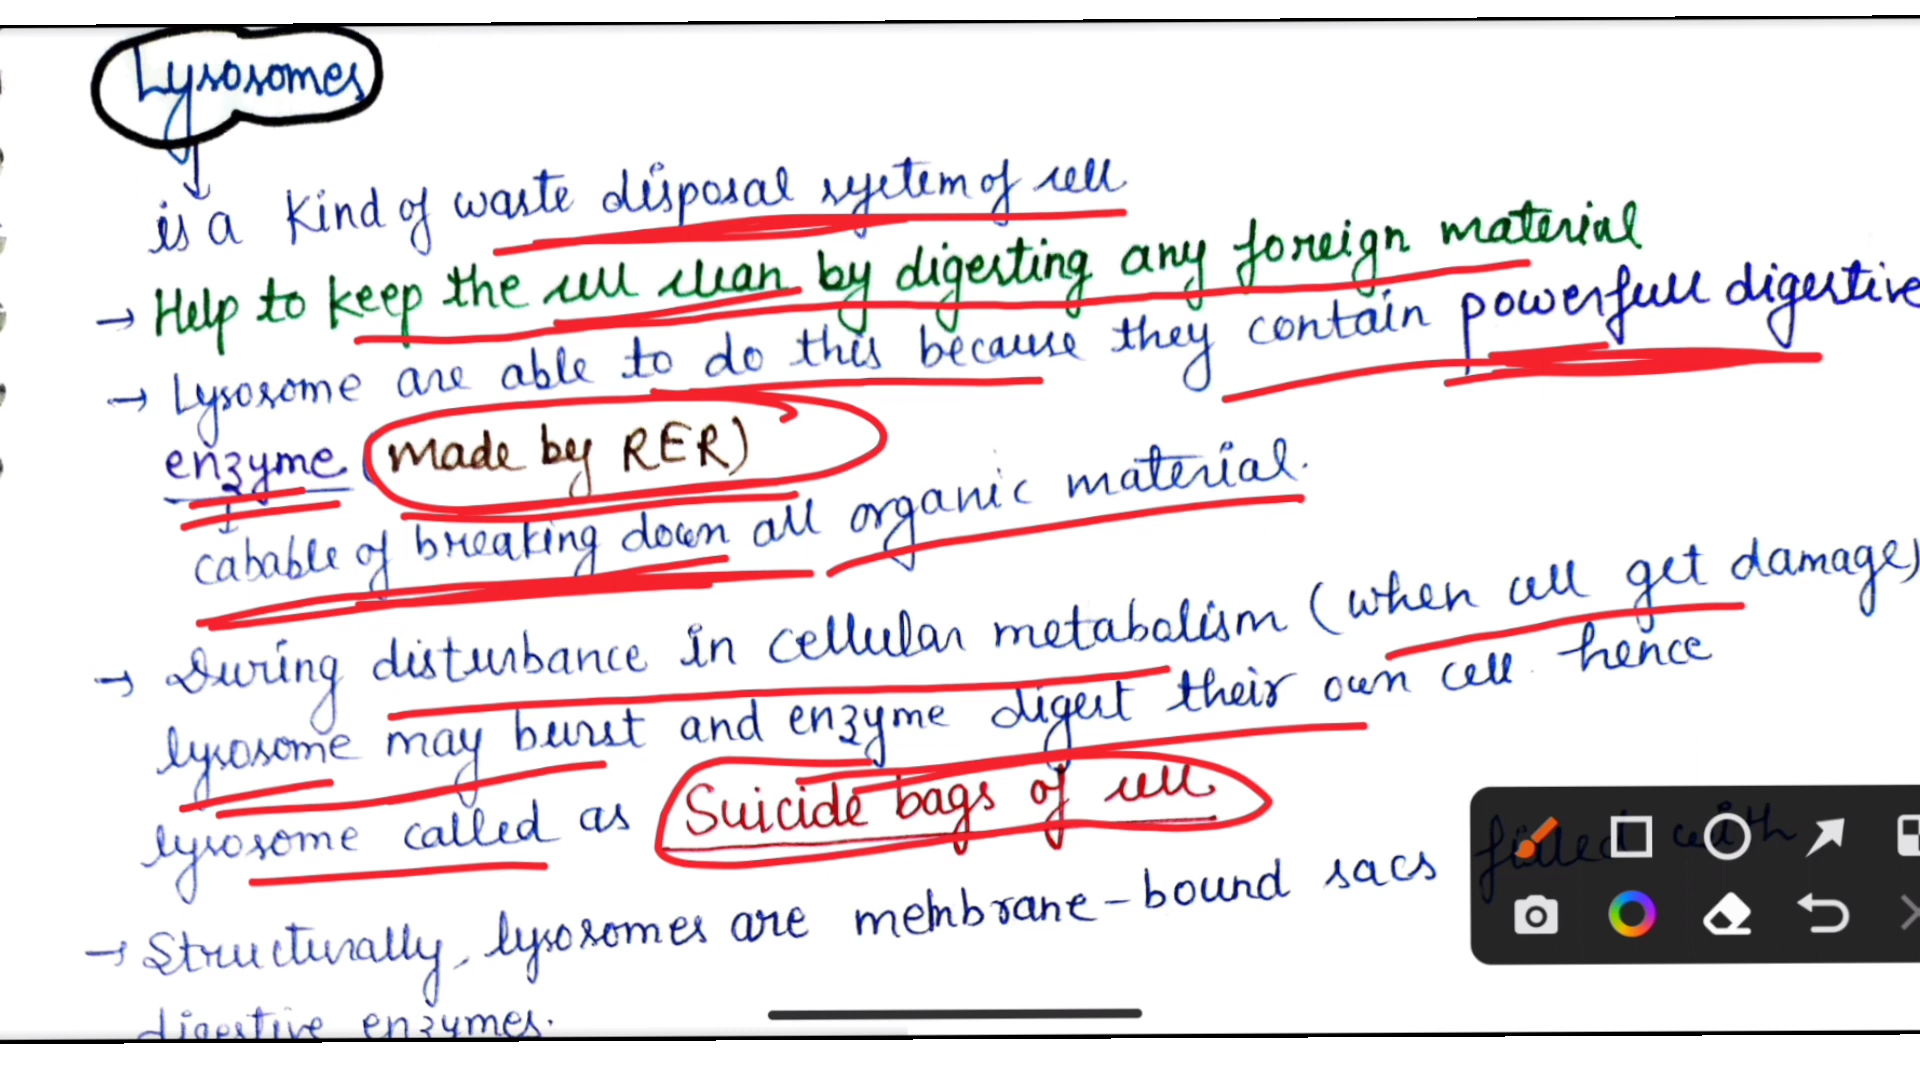 Lysosomes
is a kind of waste disposal system of cell
→ Help to keep the cell clean by digesting any foreign material
→ Lysosome are able to do this because they contain powerfull digestive
enzyme (made by RER)
cabable of breaking down all organic material.
→ During disturbance in cellular metabolism (when cell get damage)
lysosome may burst and enzyme digest their own cell. hence
lysosome called as Suicide bags of cell
→ Structurally, lysosomes are membrane-bound sacs filled with
digestive enzymes.